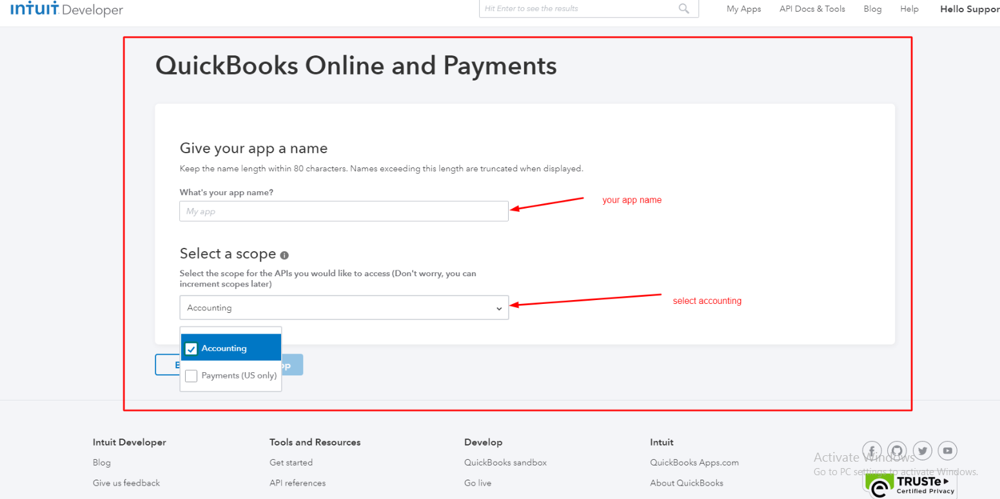 intuit Developer
Hit Enter to see the results
My Apps
API Docs & Tools
Blog
Help
Hello Suppor
QuickBooks Online and Payments
Give your app a name
Keep the name length within 80 characters. Names exceeding this length are truncated when displayed.
What's your app name?
My app
your app name
Select a scope
Select the scope for the APIs you would like to access (Don't worry, you can
increment scopes later)
Accounting
select accounting
Accounting
Payments (US only)
Intuit Developer
Blog
Give us feedback
Tools and Resources
Get started
API references
Develop
QuickBooks sandbox
Go live
Intuit
QuickBooks Apps.com
About QuickBooks
Activate Windows
Go to PC settings to activate Windows.
TRUSTe
Certified Privacy